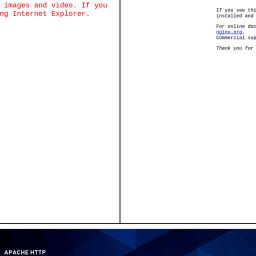 images and video. If you
ng Internet Explorer.
If you see thi
installed and
For online doc
nginx.org.
Commercial sup
Thank you for
APACHE HTTP